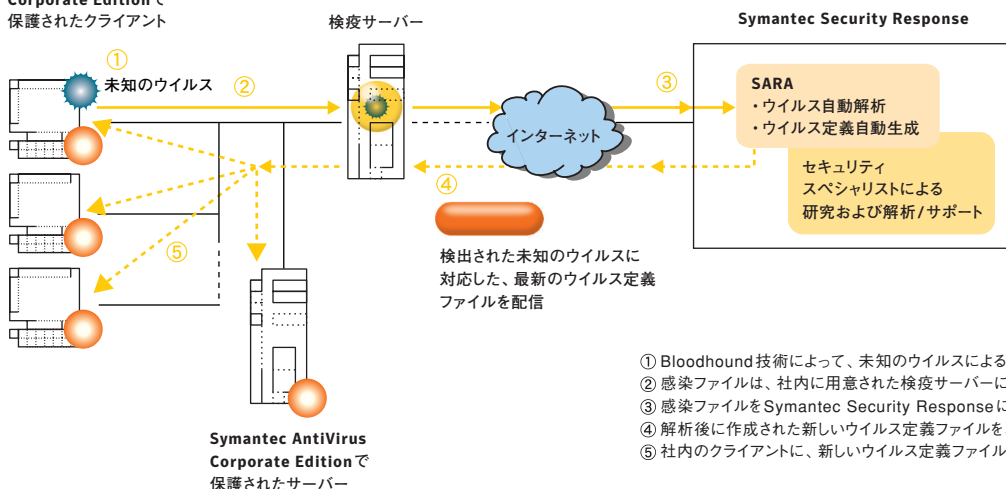 Corporate Editionで
保護されたクライアント
検疫サーバー
Symantec Security Response
①
未知のウイルス
②
③
SARA
・ウイルス自動解析
・ウイルス定義自動生成
インターネット
セキュリティ
スペシャリストによる
研究および解析/サポート
④
検出された未知のウイルスに
対応した、最新のウイルス定義
ファイルを配信
⑤
Symantec AntiVirus
Corporate Editionで
保護されたサーバー
① Bloodhound技術によって、未知のウイルスによる
② 感染ファイルは、社内に用意された検疫サーバーに
③ 感染ファイルをSymantec Security Responseに
④ 解析後に作成された新しいウイルス定義ファイルを
⑤ 社内のクライアントに、新しいウイルス定義ファイル